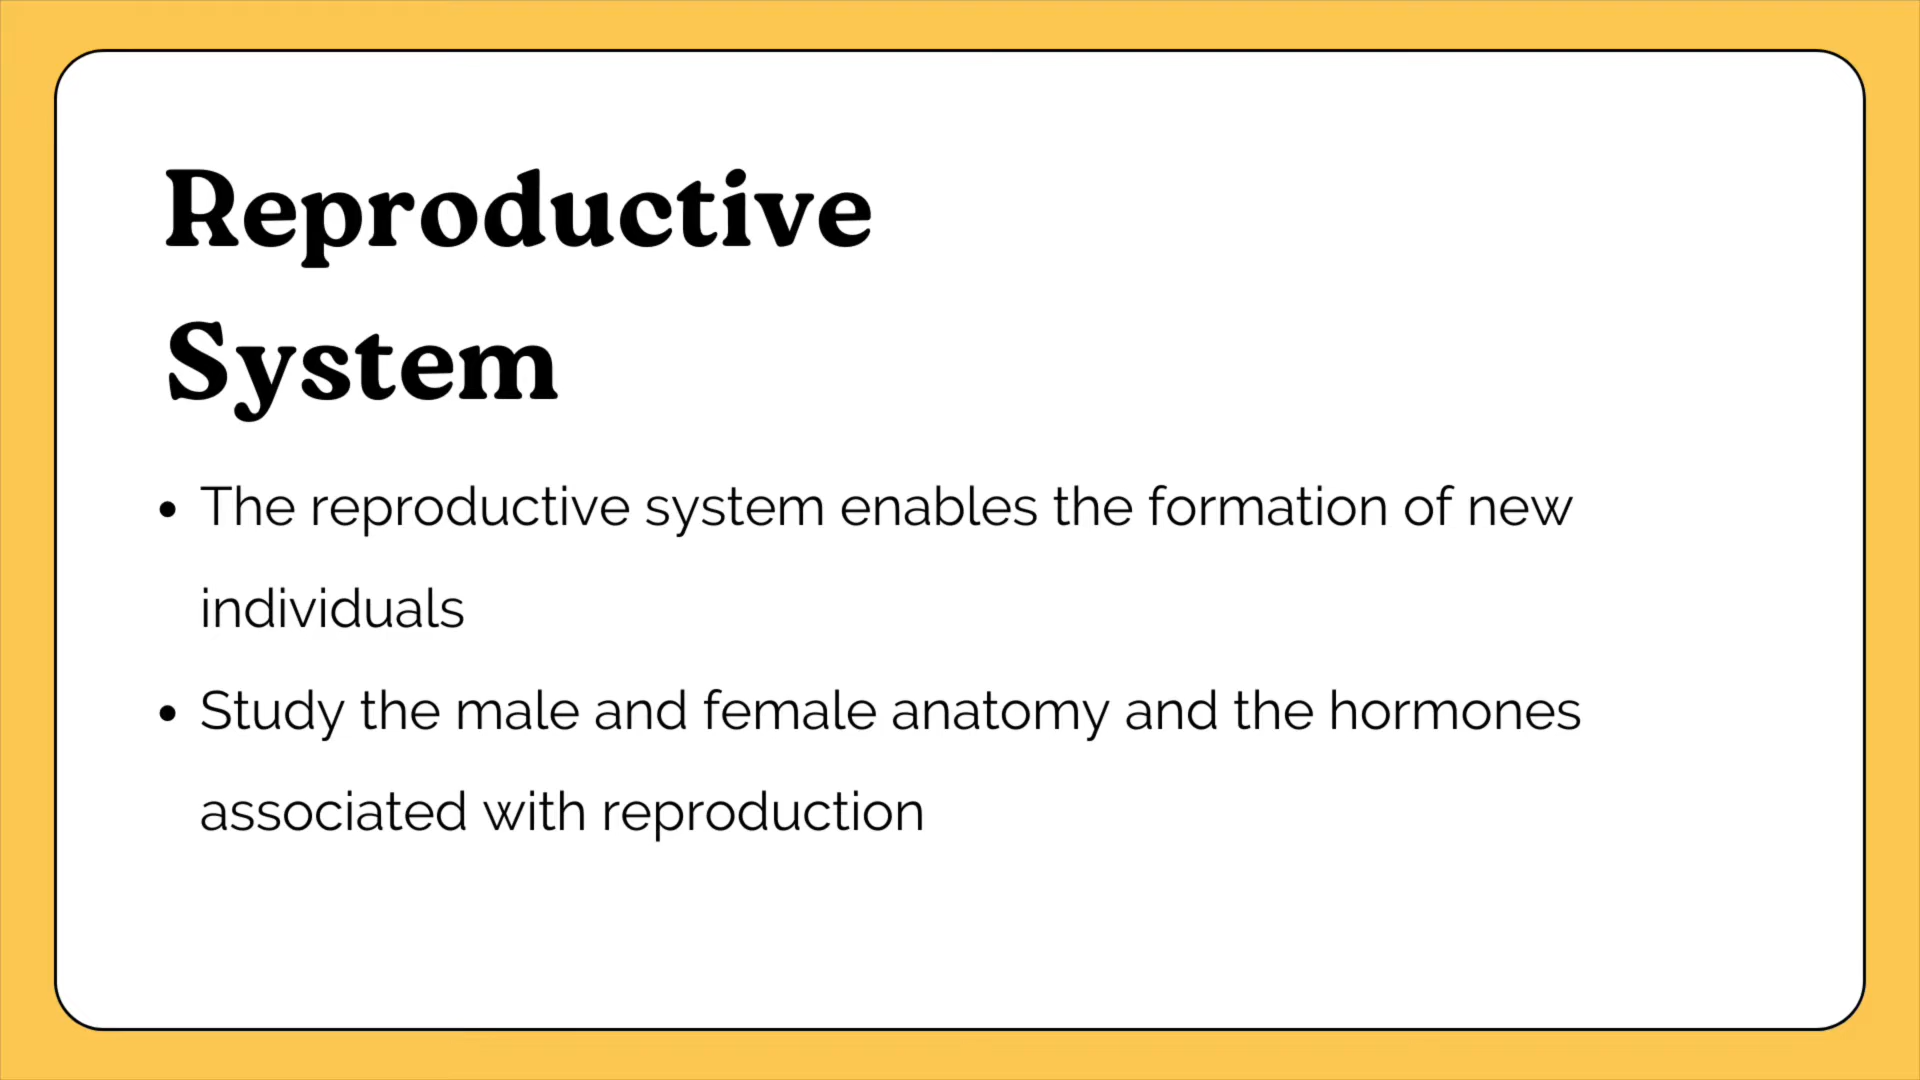 Reproductive
System
• The reproductive system enables the formation of new
individuals
• Study the male and female anatomy and the hormones
associated with reproduction